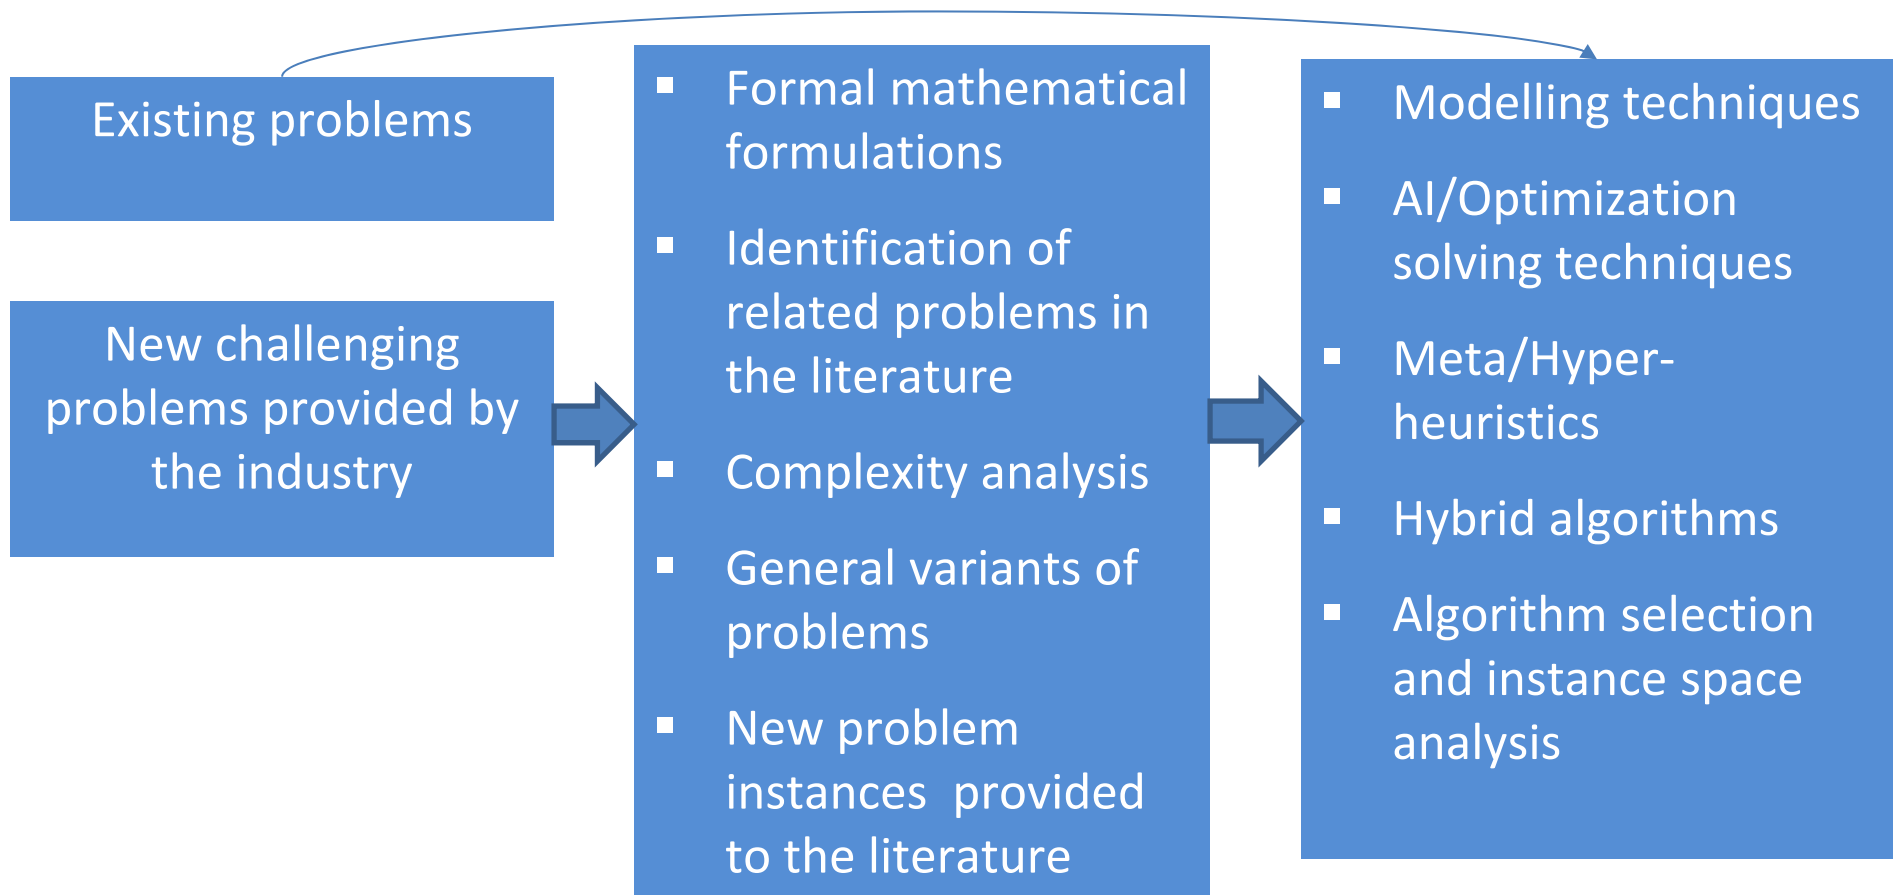 Existing problems
New challenging
problems provided by
the industry
▪ Formal mathematical
formulations
▪ Identification of
related problems in
the literature
▪ Complexity analysis
▪ General variants of
problems
▪ New problem
instances  provided
to the literature
▪ Modelling techniques
▪ AI/Optimization
solving techniques
▪ Meta/Hyper-
heuristics
▪ Hybrid algorithms
▪ Algorithm selection
and instance space
analysis